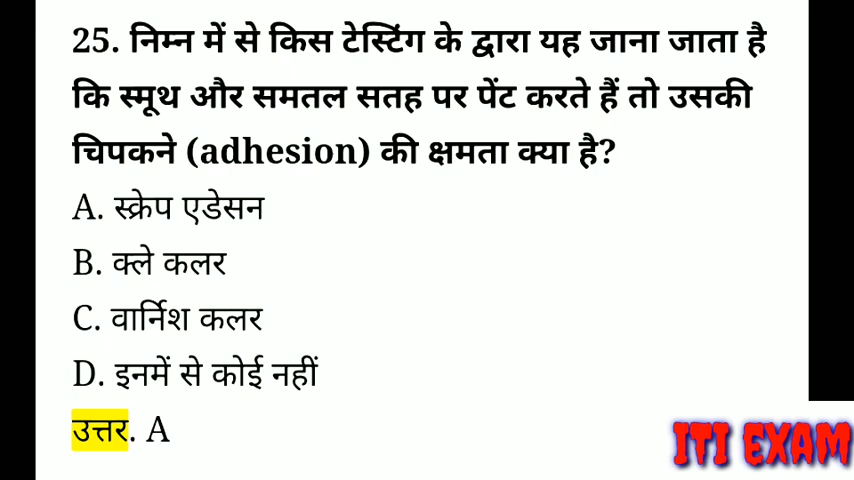 25. निम्न में से किस टेस्टिंग के द्वारा यह जाना जाता है
कि स्मूथ और समतल सतह पर पेंट करते हैं तो उसकी
चिपकने (adhesion) की क्षमता क्या है?
A. स्क्रेप एडेसन
B. क्ले कलर
C. वार्निश कलर
D. इनमें से कोई नहीं
उत्तर. A
ITI EXAM